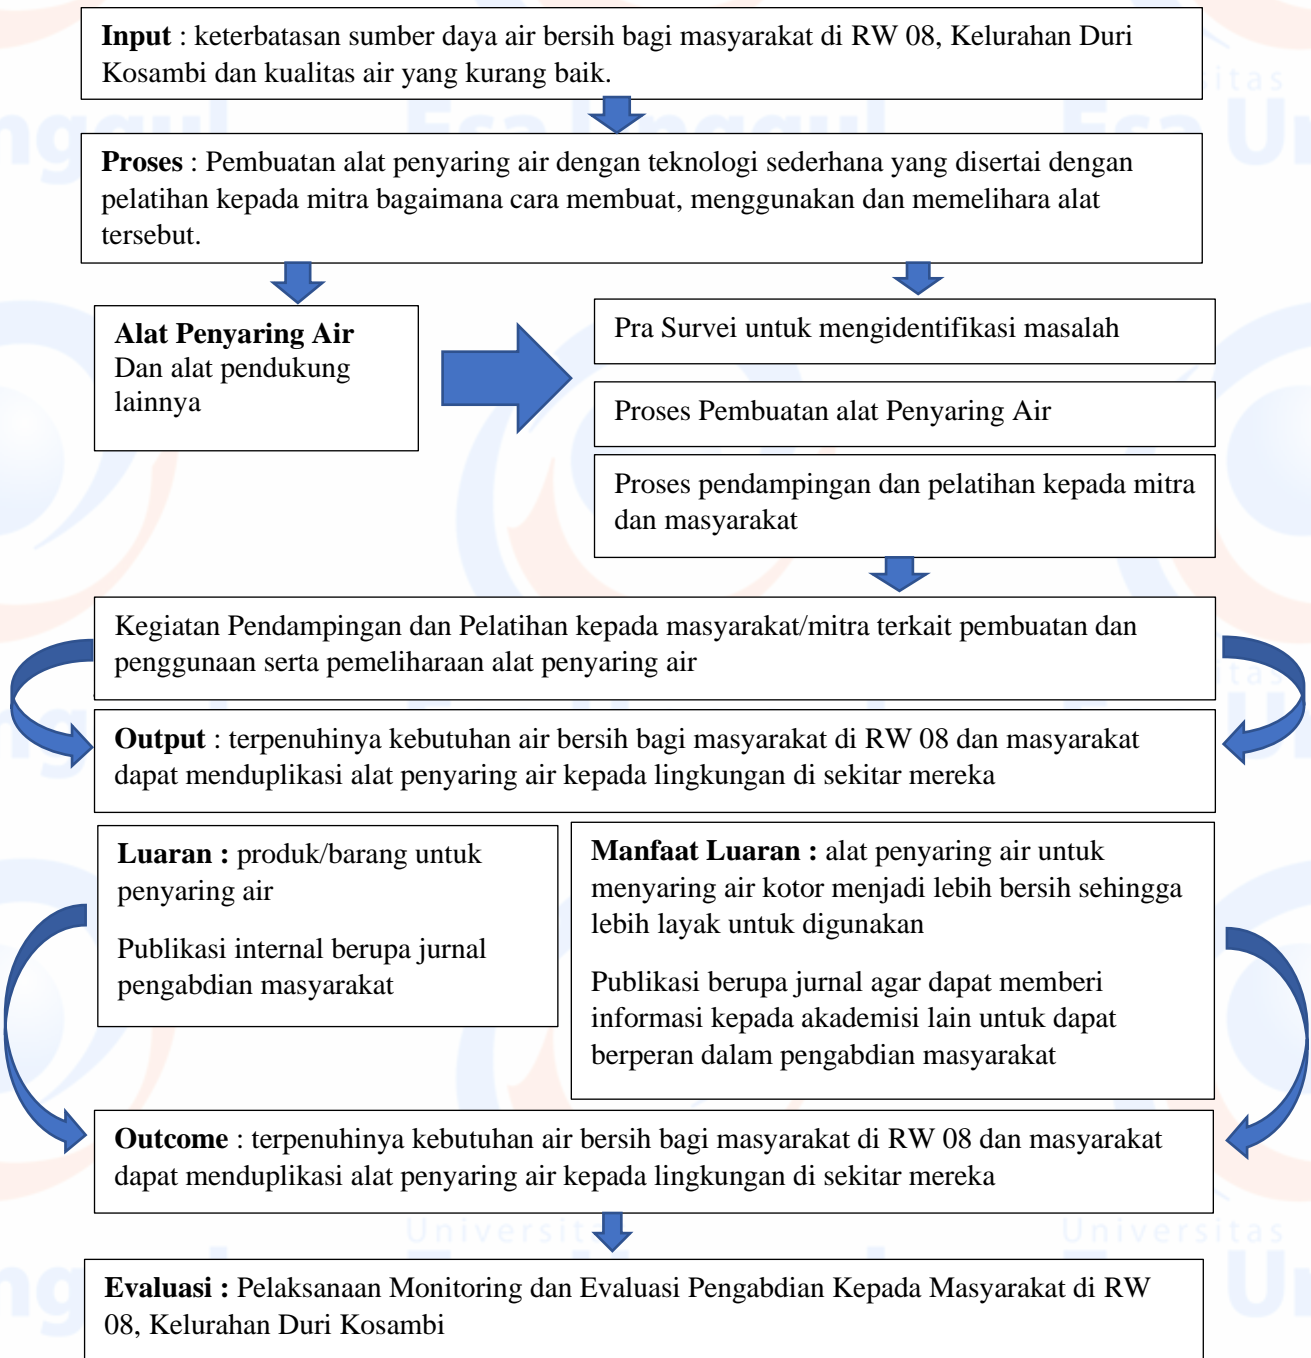 Input : keterbatasan sumber daya air bersih bagi masyarakat di RW 08, Kelurahan Duri
Kosambi dan kualitas air yang kurang baik.
Proses : Pembuatan alat penyaring air dengan teknologi sederhana yang disertai dengan
pelatihan kepada mitra bagaimana cara membuat, menggunakan dan memelihara alat
tersebut.
Alat Penyaring Air
Dan alat pendukung
lainnya
Pra Survei untuk mengidentifikasi masalah
Proses Pembuatan alat Penyaring Air
Proses pendampingan dan pelatihan kepada mitra
dan masyarakat
Kegiatan Pendampingan dan Pelatihan kepada masyarakat/mitra terkait pembuatan dan
penggunaan serta pemeliharaan alat penyaring air
Output : terpenuhinya kebutuhan air bersih bagi masyarakat di RW 08 dan masyarakat
dapat menduplikasi alat penyaring air kepada lingkungan di sekitar mereka
Luaran : produk/barang untuk
penyaring air
Publikasi internal berupa jurnal
pengabdian masyarakat
Manfaat Luaran : alat penyaring air untuk
menyaring air kotor menjadi lebih bersih sehingga
lebih layak untuk digunakan
Publikasi berupa jurnal agar dapat memberi
informasi kepada akademisi lain untuk dapat
berperan dalam pengabdian masyarakat
Outcome : terpenuhinya kebutuhan air bersih bagi masyarakat di RW 08 dan masyarakat
dapat menduplikasi alat penyaring air kepada lingkungan di sekitar mereka
Universitas
Evaluasi : Pelaksanaan Monitoring dan Evaluasi Pengabdian Kepada Masyarakat di RW
08, Kelurahan Duri Kosambi